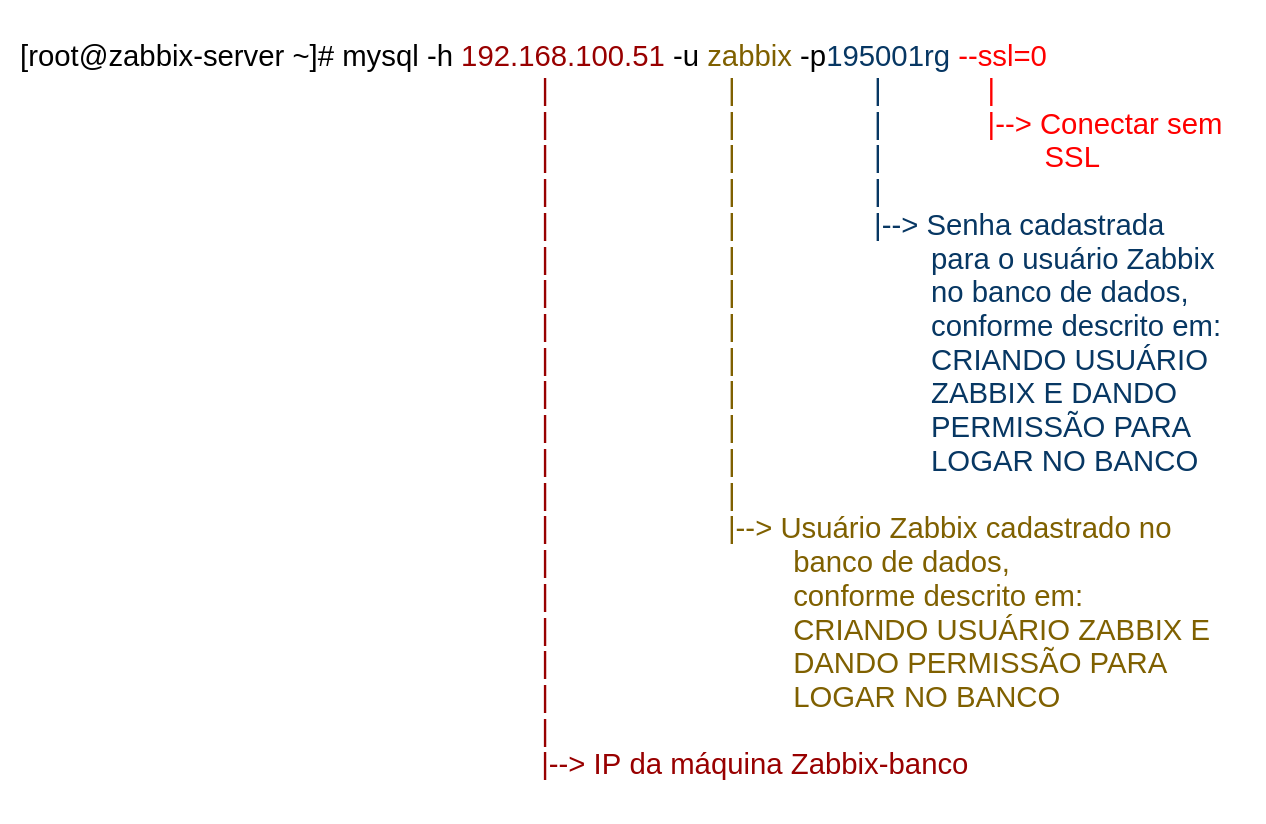 [root@zabbix-server ~]# mysql -h 192.168.100.51 -u zabbix -p195001rg --ssl=0
|--> Conectar sem
SSL
|--> Senha cadastrada
para o usuário Zabbix
no banco de dados,
conforme descrito em:
CRIANDO USUÁRIO
ZABBIX E DANDO
PERMISSÃO PARA
LOGAR NO BANCO
|--> Usuário Zabbix cadastrado no
banco de dados,
conforme descrito em:
CRIANDO USUÁRIO ZABBIX E
DANDO PERMISSÃO PARA
LOGAR NO BANCO
|--> IP da máquina Zabbix-banco